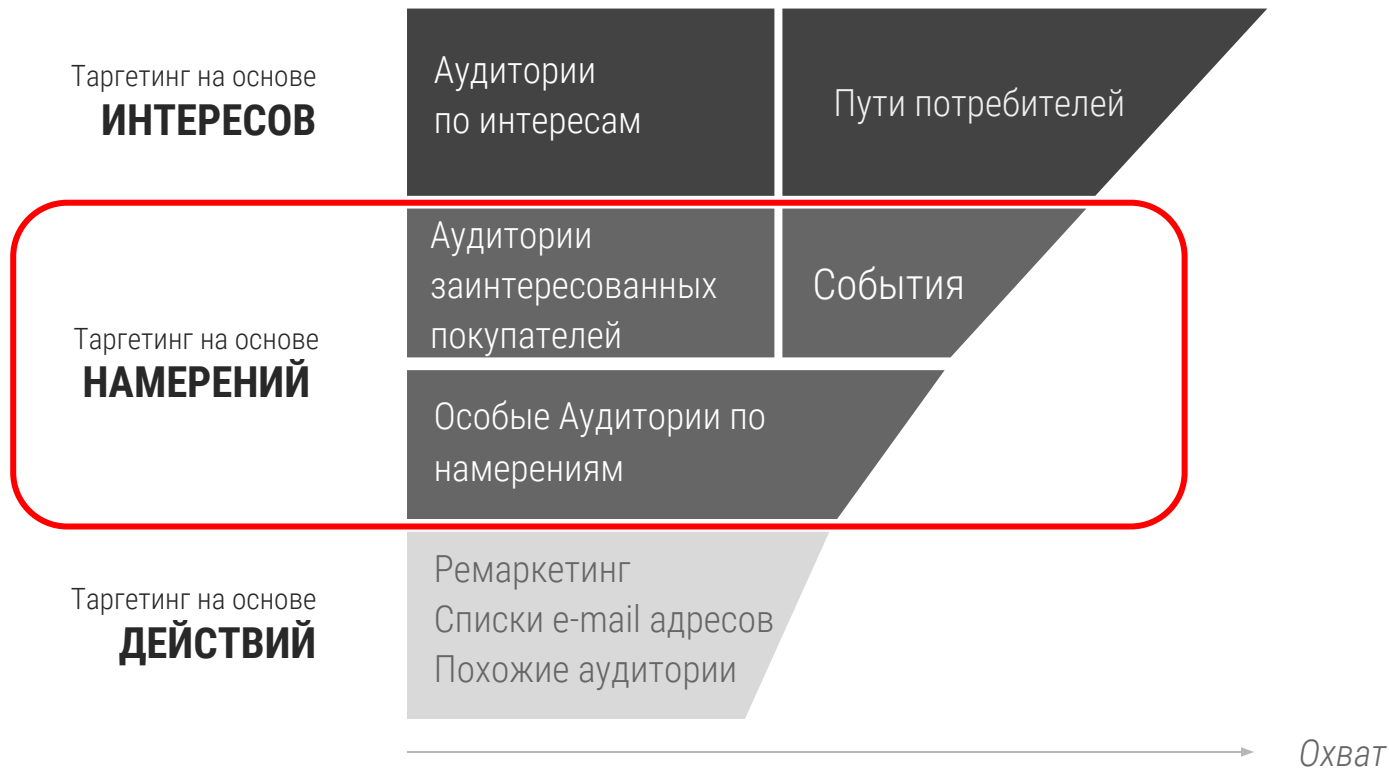 Таргетинг на основе
ИНТЕРЕСОВ
Аудитории
по интересам
Пути потребителей
Таргетинг на основе
НАМЕРЕНИЙ
Аудитории
заинтересованных
покупателей
События
Особые Аудитории по
намерениям
Таргетинг на основе
ДЕЙСТВИЙ
Ремаркетинг
Списки e-mail адресов
Похожие аудитории
Охват